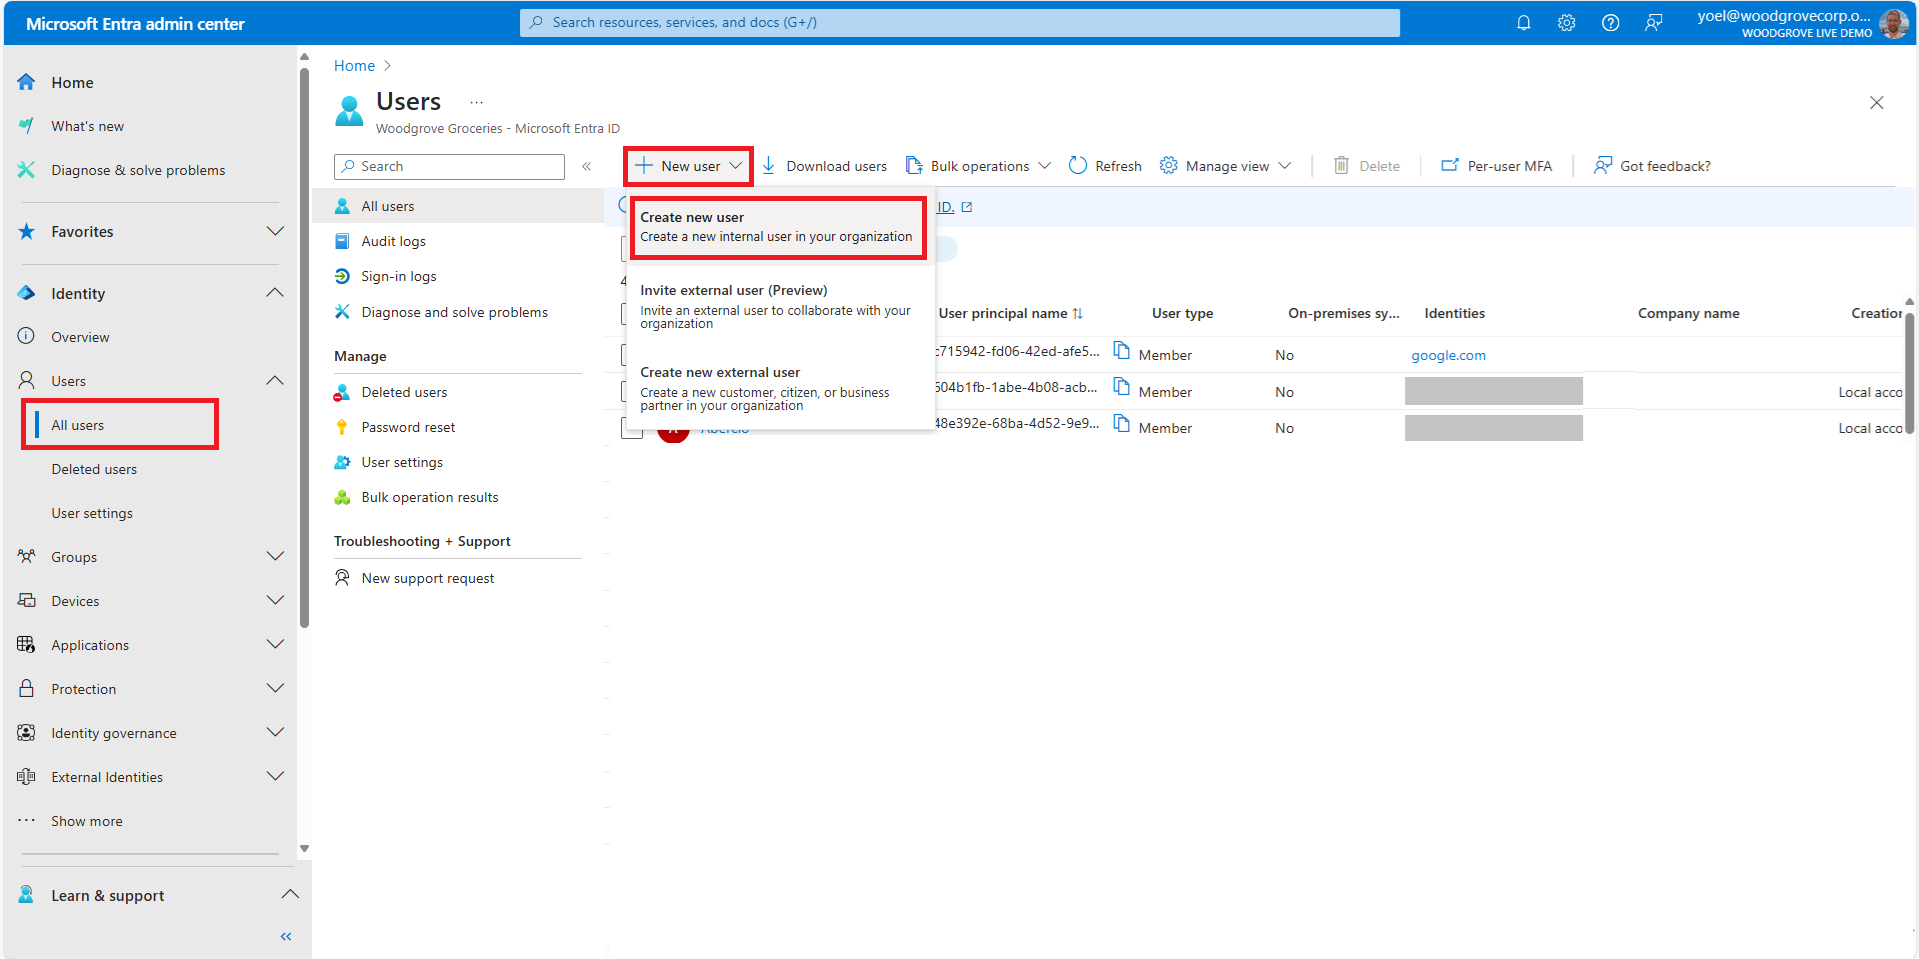 Microsoft Entra admin center
Search resources, services, and docs (G+/)
yoel@woodgrovecorp.o...
WOODGROVE LIVE DEMO
Home
What's new
Diagnose & solve problems
Favorites
Identity
Overview
Users
All users
Deleted users
User settings
Groups
Devices
Applications
Protection
Identity governance
External Identities
Show more
Learn & support
Home
Users
Woodgrove Groceries - Microsoft Entra ID
Search
All users
Audit logs
Sign-in logs
Diagnose and solve problems
Manage
Deleted users
Password reset
User settings
Bulk operation results
Troubleshooting + Support
New support request
New user
Download users
Bulk operations
Refresh
Manage view
Delete
Per-user MFA
Got feedback?
ID.
Create new user
Create a new internal user in your organization
Invite external user (Preview)
Invite an external user to collaborate with your
organization
Create new external user
Create a new customer, citizen, or business
partner in your organization
User principal name User type On-premises sy... Identities Company name Creation
c715942-fd06-42ed-afe5... Member No google.com
604b1fb-1abe-4b08-acb... Member No Local acco
48e392e-68ba-4d52-9e9... Member No Local acco